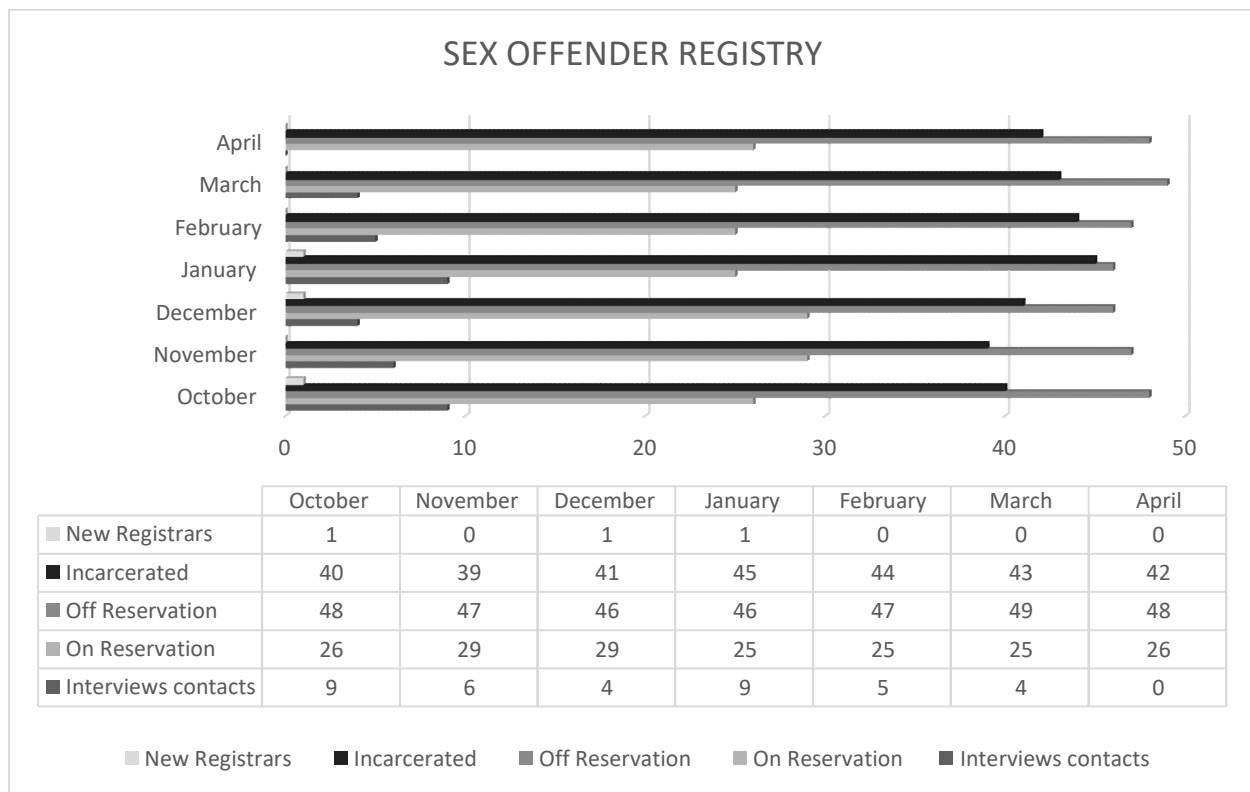 SEX OFFENDER REGISTRY
April
March
February
January
December
November
October
0 10 20 30 40 50
October November December January February March April
New Registrars 1 0 1 1 0 0 0
Incarcerated 40 39 41 45 44 43 42
Off Reservation 48 47 46 46 47 49 48
On Reservation 26 29 29 25 25 25 26
Interviews contacts 9 6 4 9 5 4 0
New Registrars Incarcerated Off Reservation On Reservation Interviews contacts